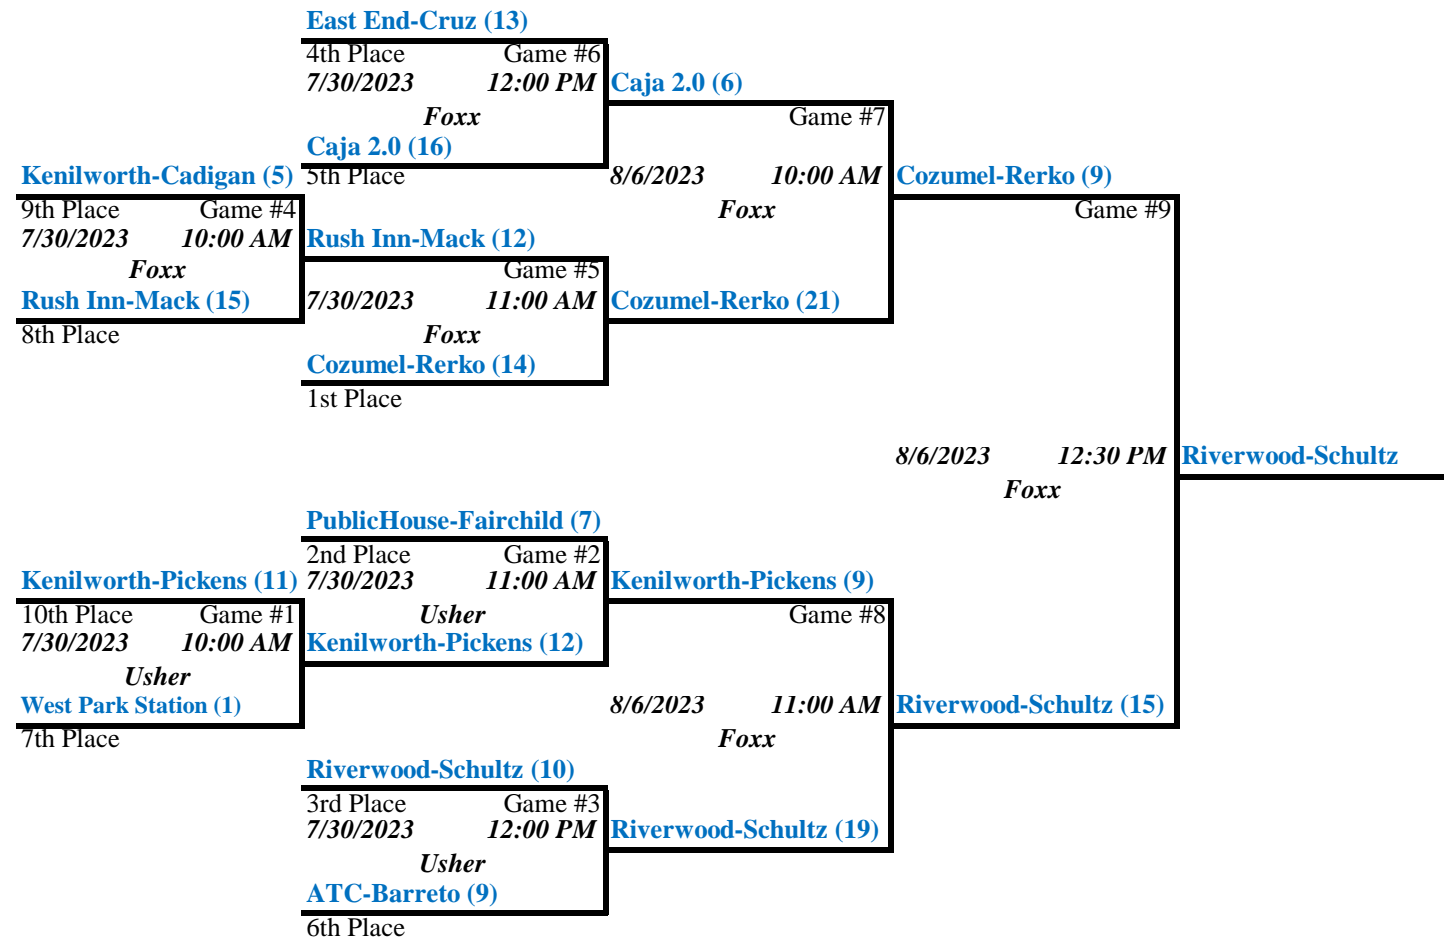 East End-Cruz (13)
4th Place Game #6
7/30/2023 12:00 PM Caja 2.0 (6)
Foxx Game #7
Caja 2.0 (16)
Kenilworth-Cadigan (5) 5th Place 8/6/2023 10:00 AM Cozumel-Rerko (9)
9th Place Game #4 Foxx Game #9
7/30/2023 10:00 AM Rush Inn-Mack (12)
Foxx Game #5
Rush Inn-Mack (15) 7/30/2023 11:00 AM Cozumel-Rerko (21)
8th Place Foxx
Cozumel-Rerko (14)
1st Place
8/6/2023 12:30 PM Riverwood-Schultz
Foxx
PublicHouse-Fairchild (7)
2nd Place Game #2
Kenilworth-Pickens (11) 7/30/2023 11:00 AM Kenilworth-Pickens (9)
10th Place Game #1 Usher Game #8
7/30/2023 10:00 AM Kenilworth-Pickens (12)
Usher
West Park Station (1) 8/6/2023 11:00 AM Riverwood-Schultz (15)
7th Place Foxx
Riverwood-Schultz (10)
3rd Place Game #3
7/30/2023 12:00 PM Riverwood-Schultz (19)
Usher
ATC-Barreto (9)
6th Place